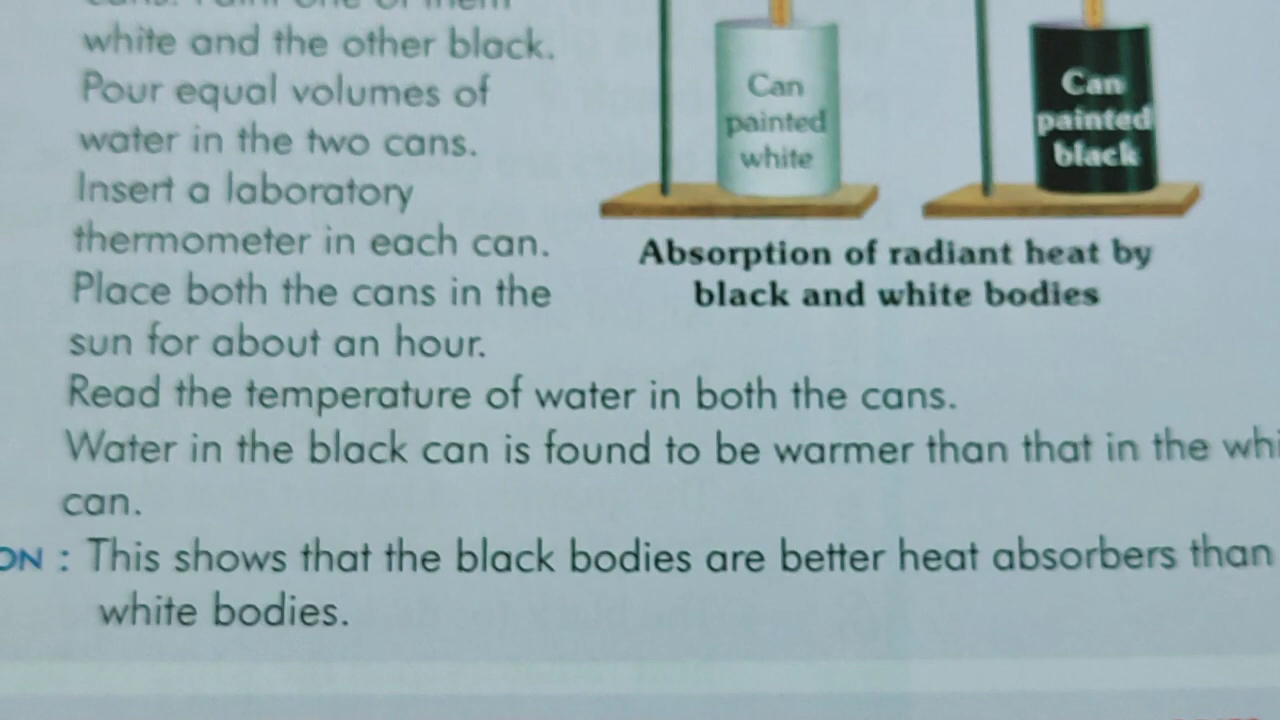 white and the other black.
Pour equal volumes of
water in the two cans.
Insert a laboratory
thermometer in each can.
Place both the cans in the
sun for about an hour.
Read the temperature of water in both the cans.
Water in the black can is found to be warmer than that in the whi
can.
ON : This shows that the black bodies are better heat absorbers than
white bodies.
Can
painted
white
Can
painted
black
Absorption of radiant heat by
black and white bodies